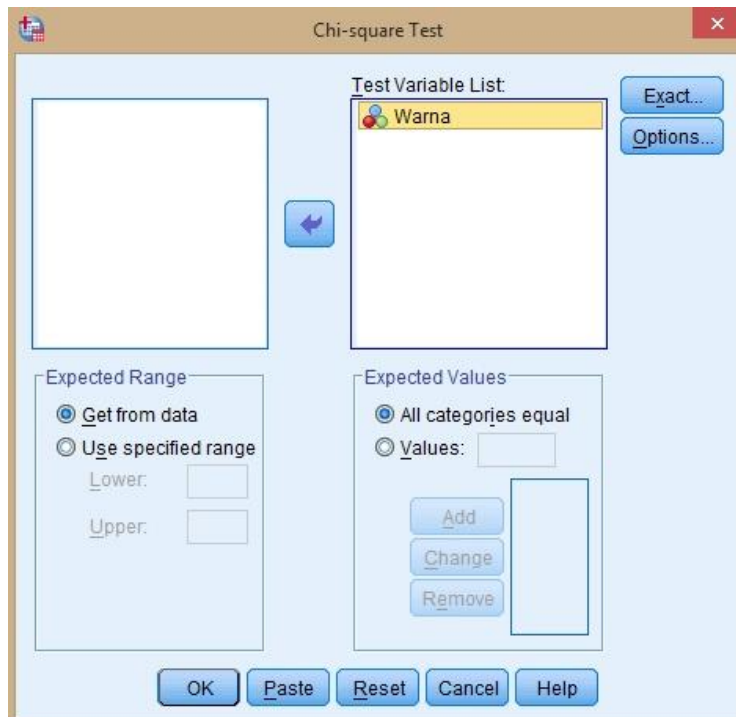 Chi-square Test
Test Variable List:
Warna
Exact...
Options...
Expected Range
Get from data
Use specified range
Lower:
Upper:
Expected Values
All categories equal
Values:
Add
Change
Remove
OK
Paste
Reset
Cancel
Help